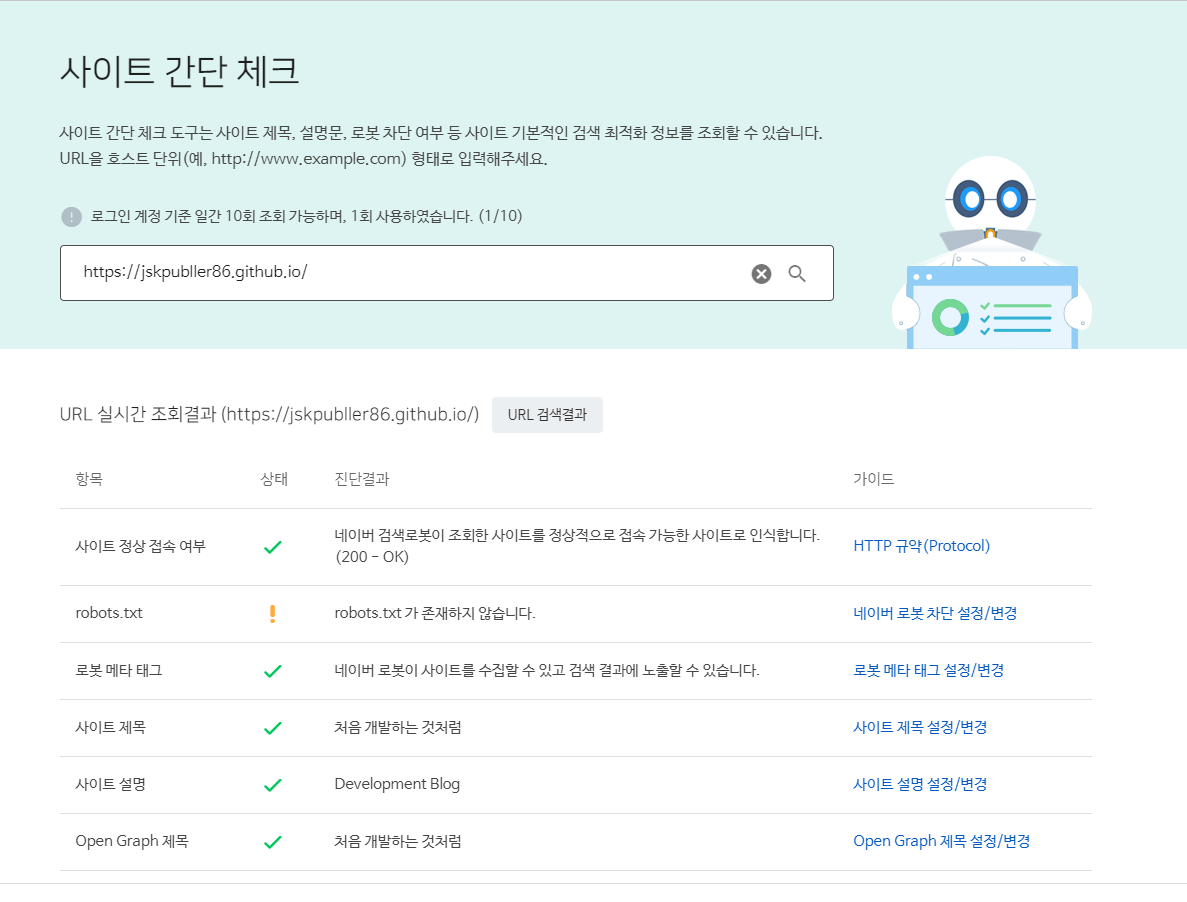 사이트 간단 체크
사이트 간단 체크 도구는 사이트 제목, 설명문, 로봇 차단 여부 등 사이트 기본적인 검색 최적화 정보를 조회할 수 있습니다.
URL을 호스트 단위(예, http://www.example.com) 형태로 입력해주세요.
로그인 계정 기준 일간 10회 조회 가능하며, 1회 사용하였습니다. (1/10)
https://jskpubller86.github.io/
URL 실시간 조회결과 (https://jskpubller86.github.io/) URL 검색결과
항목 상태 진단결과 가이드
사이트 정상 접속 여부 네이버 검색로봇이 조회한 사이트를 정상적으로 접속 가능한 사이트로 인식합니다.
(200 - OK) HTTP 규약(Protocol)
robots.txt robots.txt 가 존재하지 않습니다. 네이버 로봇 차단 설정/변경
로봇 메타 태그 네이버 로봇이 사이트를 수집할 수 있고 검색 결과에 노출할 수 있습니다. 로봇 메타 태그 설정/변경
사이트 제목 처음 개발하는 것처럼 사이트 제목 설정/변경
사이트 설명 Development Blog 사이트 설명 설정/변경
Open Graph 제목 처음 개발하는 것처럼 Open Graph 제목 설정/변경